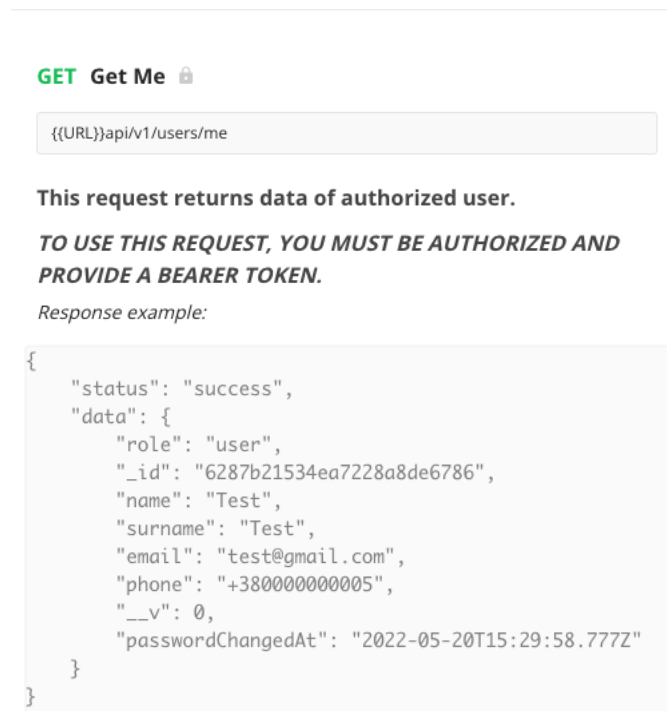 GET Get Me
{{URL}}api/v1/users/me
This request returns data of authorized user.
TO USE THIS REQUEST, YOU MUST BE AUTHORIZED AND
PROVIDE A BEARER TOKEN.
Response example:
{
    "status": "success",
    "data": {
        "role": "user",
        "_id": "6287b21534ea7228a8de6786",
        "name": "Test",
        "surname": "Test",
        "email": "test@gmail.com",
        "phone": "+380000000005",
        "__v": 0,
        "passwordChangedAt": "2022-05-20T15:29:58.777Z"
    }
}